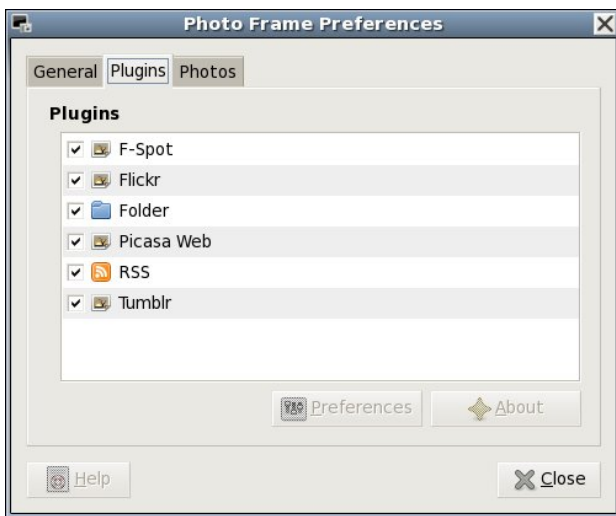 Photo Frame Preferences
General Plugins Photos
Plugins
F-Spot
Flickr
Folder
Picasa Web
RSS
Tumblr
Preferences About
Help Close